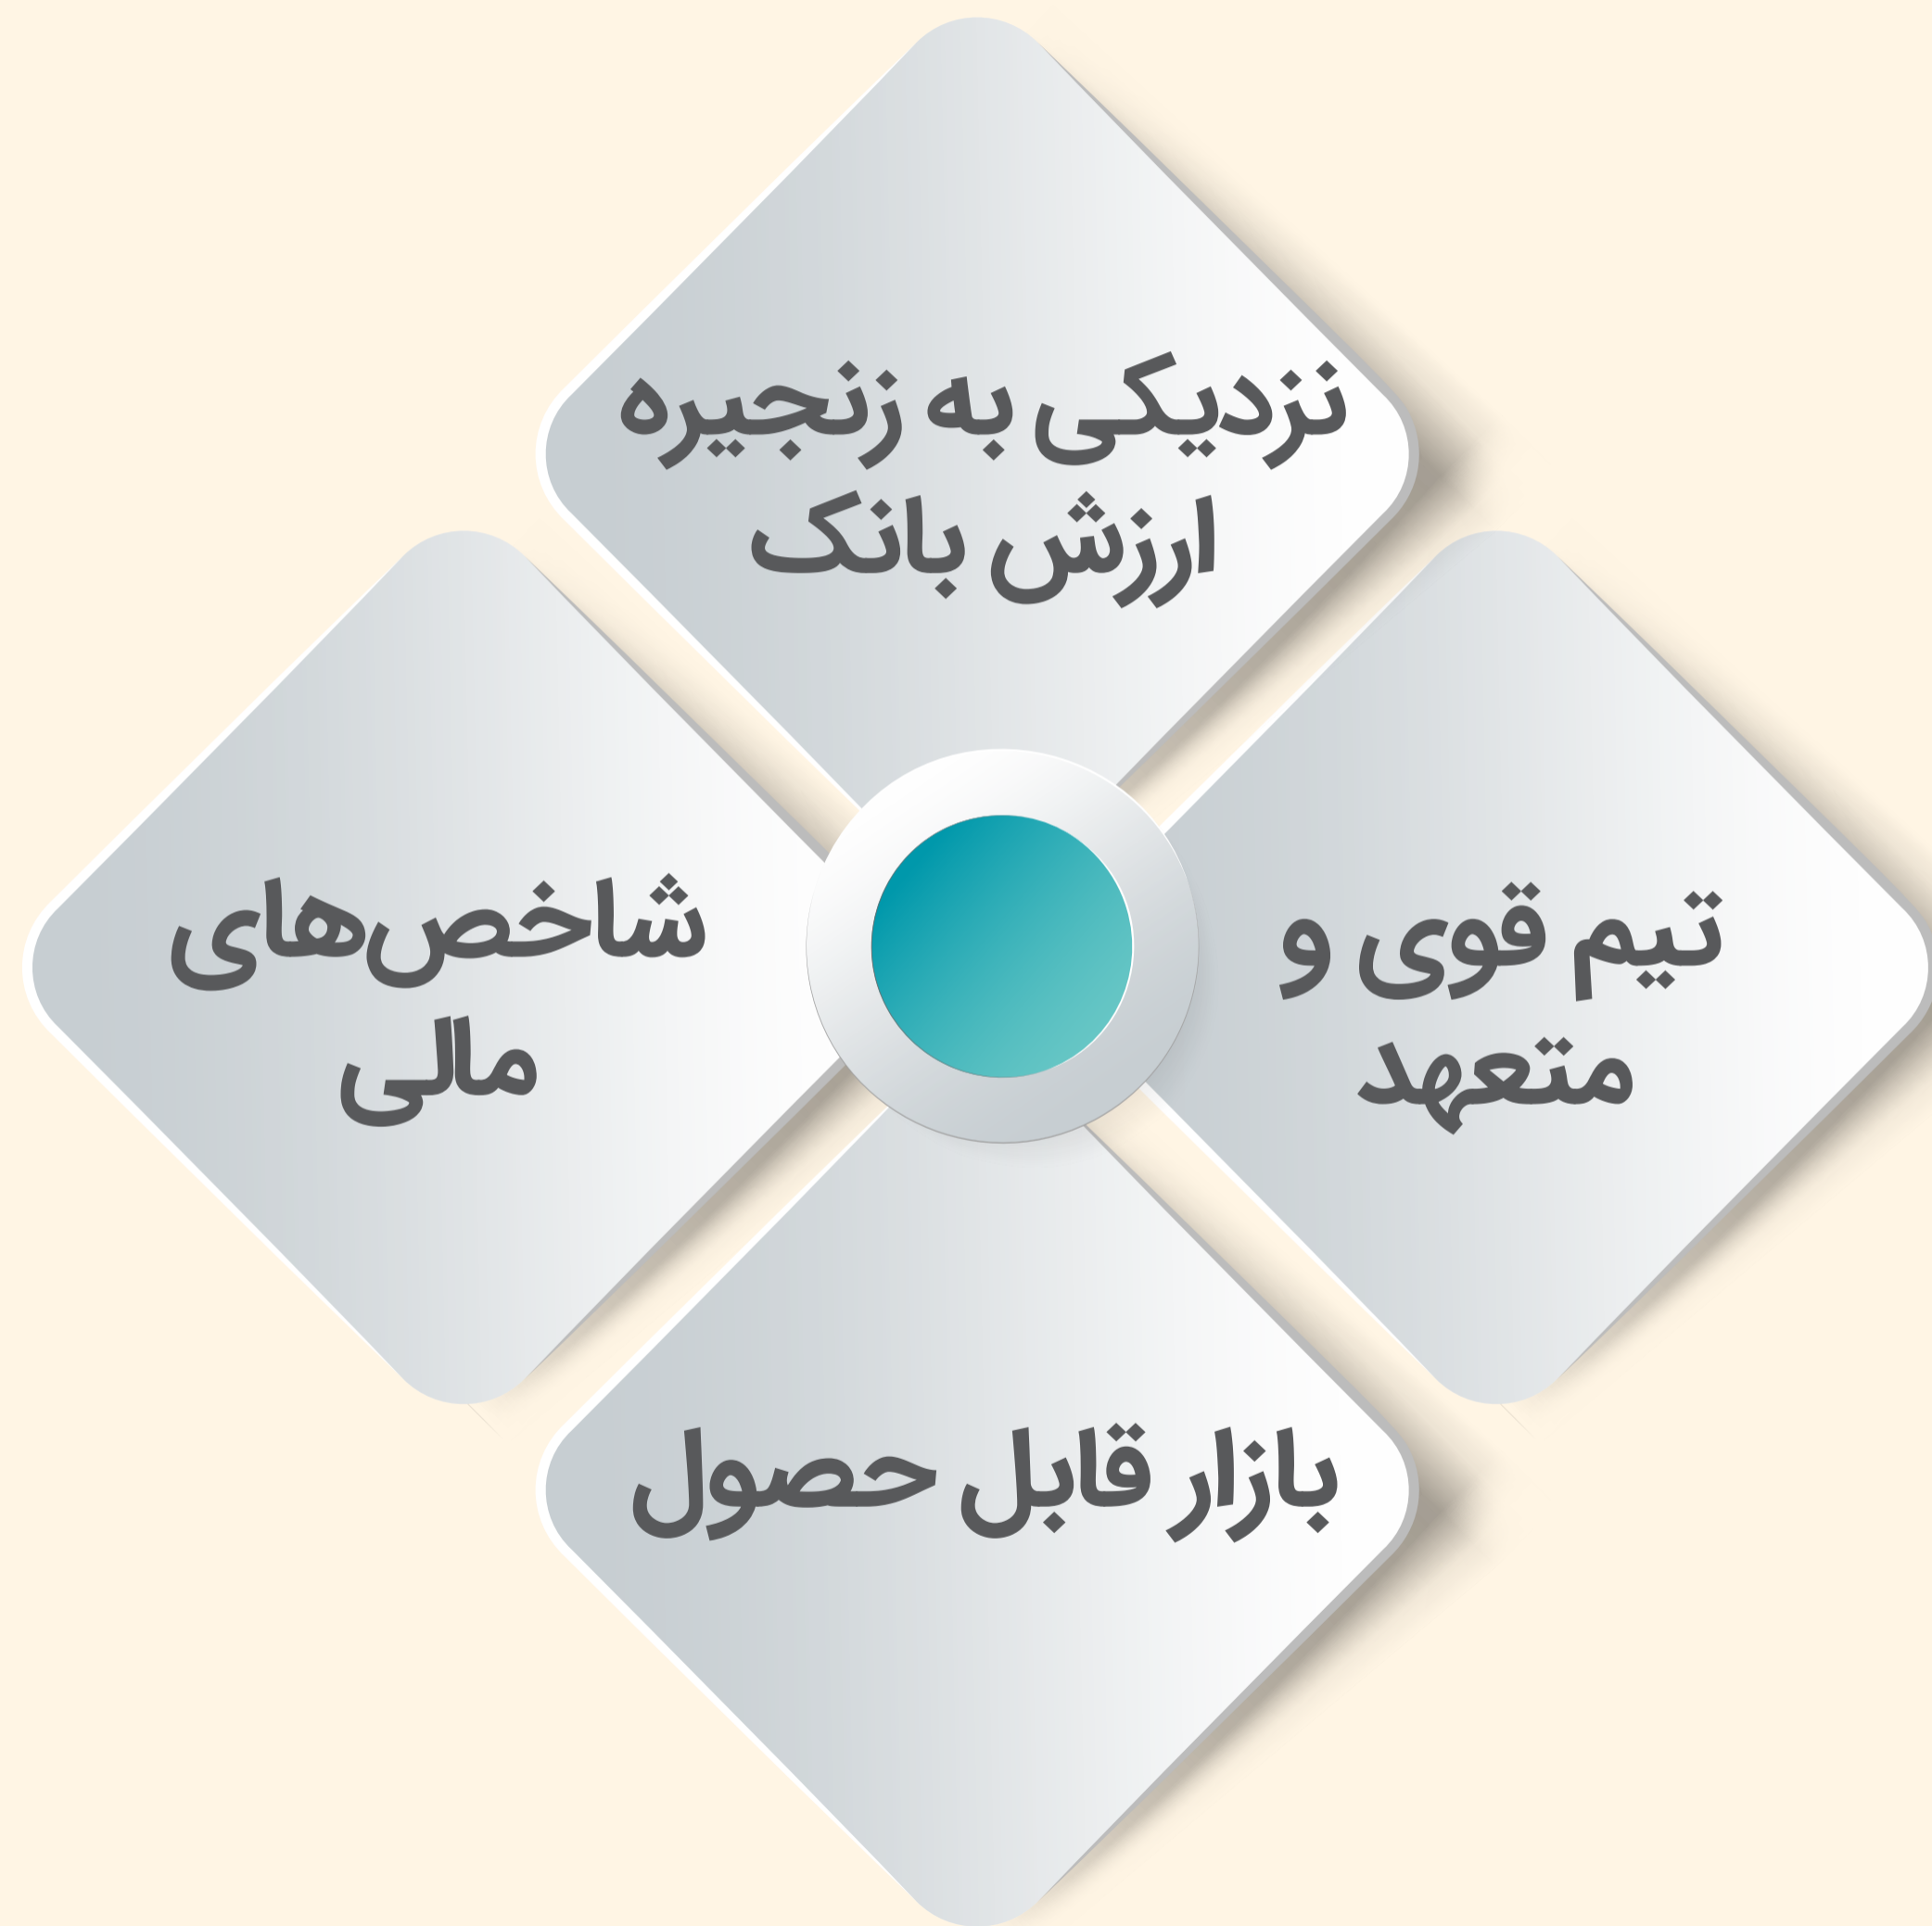 نزدیکی به زنجیره
ارزش بانک
تیم قوی و
متعهد
شاخص‌های
مالی
بازار قابل حصول